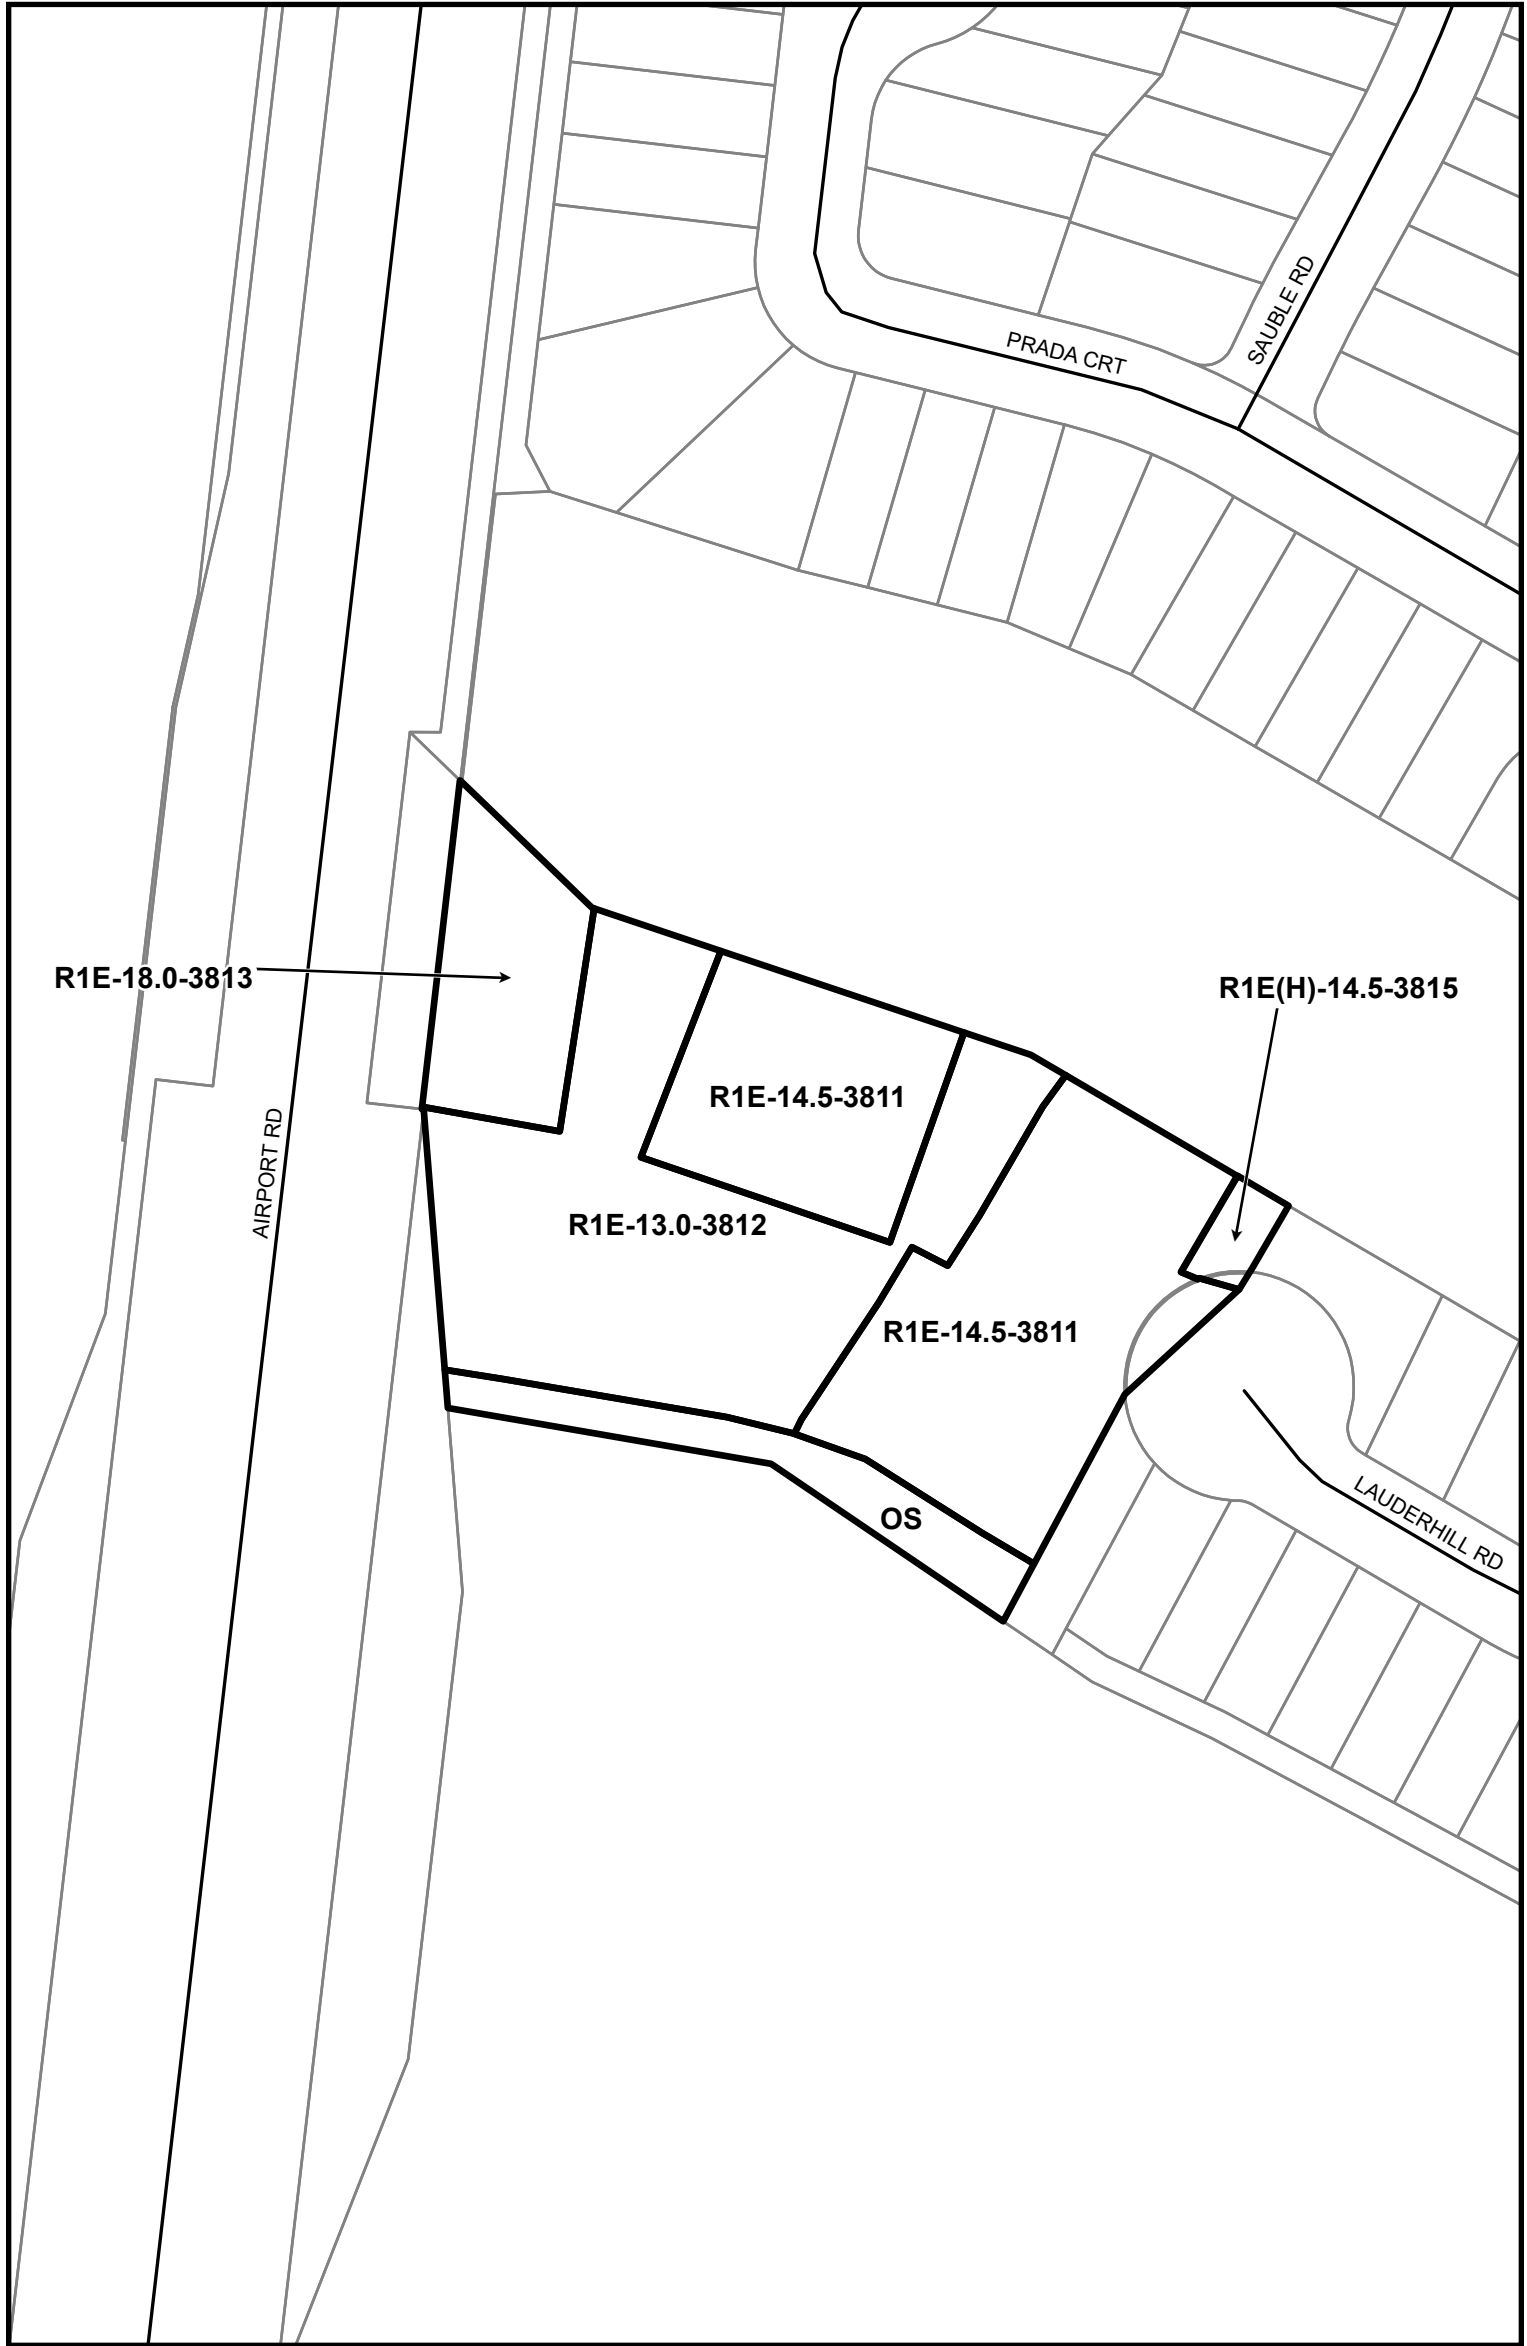 SAUBLE RD
PRADA CRT
R1E-18.0-3813
R1E(H)-14.5-3815
R1E-14.5-3811
AIRPORT RD
R1E-13.0-3812
R1E-14.5-3811
OS
LAUDERHILL RD